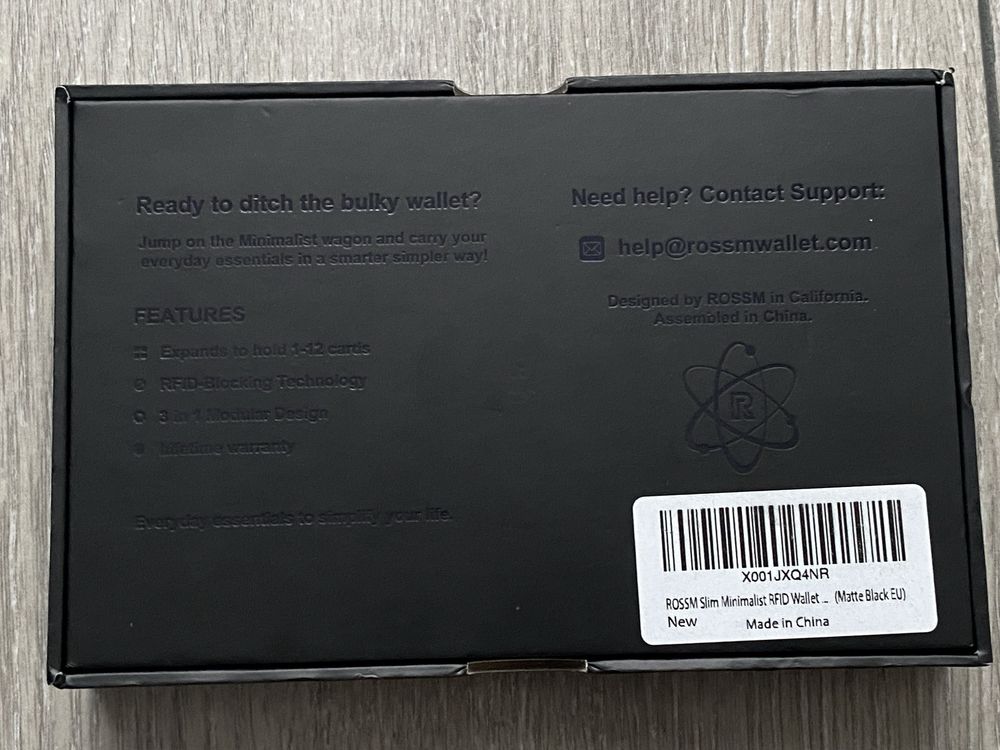 Ready to ditch the bulky wallet?
Jump on the Minimalist wagon and carry your
everyday essentials in a smarter simpler way!
FEATURES
Expands to hold 1-12 cards
RFID-Blocking Technology
3 in 1 Modular Design
Lifetime warranty
Everyday essentials to simplify your life.
Need help? Contact Support:
help@rossmwallet.com
Designed by ROSSM in California.
Assembled in China.
R
X001JXQ4NR
ROSSM Slim Minimalist RFID Wallet ... (Matte Black EU)
New
Made in China